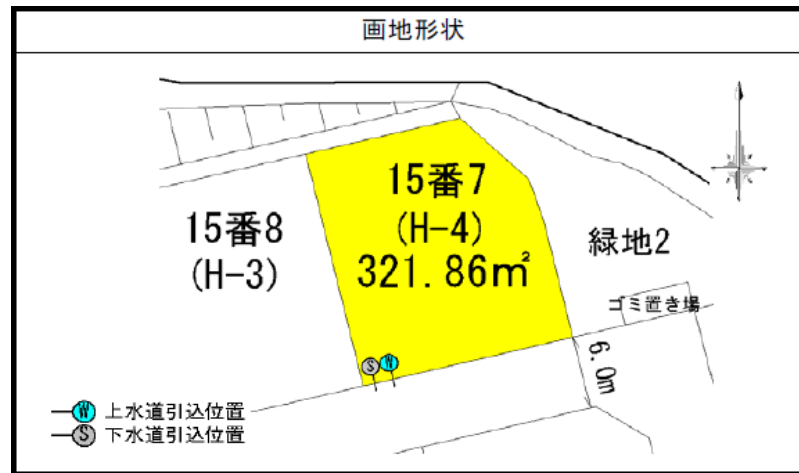 画地形状
15番7
(H-4)
321.86㎡
15番8
(H-3)
緑地2
ゴミ置き場
6.0m
W 上水道引込位置
S 下水道引込位置
S W